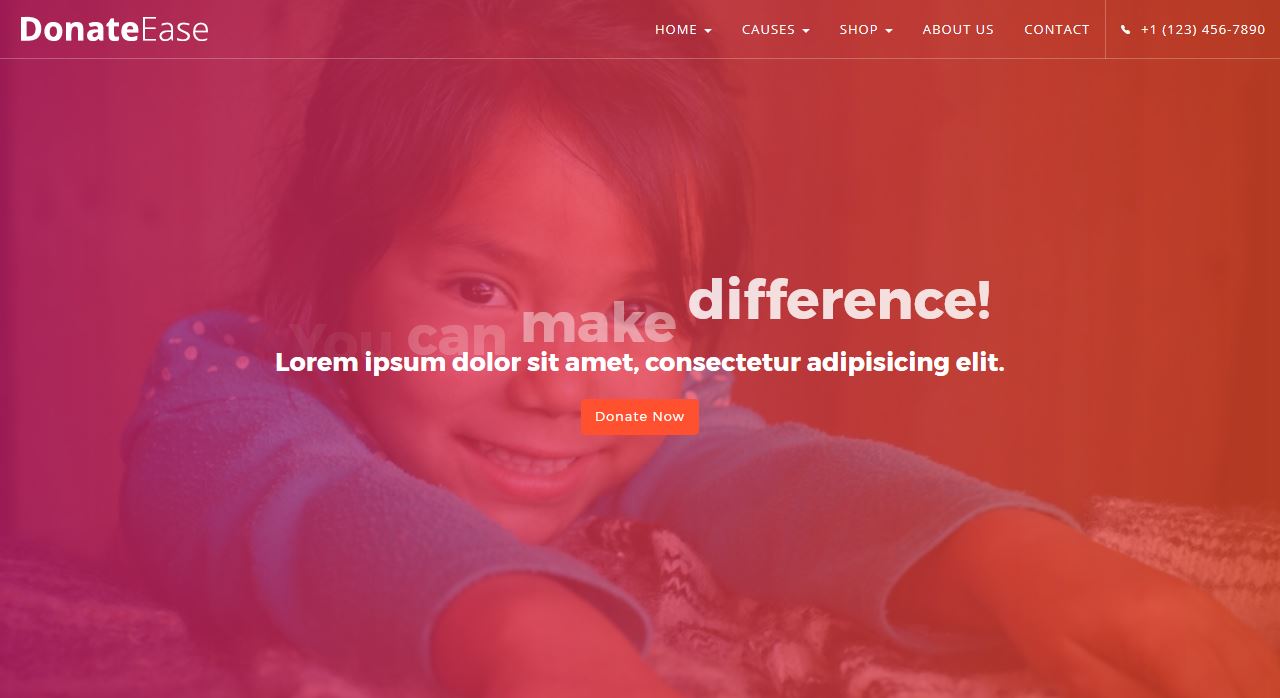 DonateEase
HOME
CAUSES
SHOP
ABOUT US
CONTACT
+1 (123) 456-7890
You can make difference!
Lorem ipsum dolor sit amet, consectetur adipisicing elit.
Donate Now